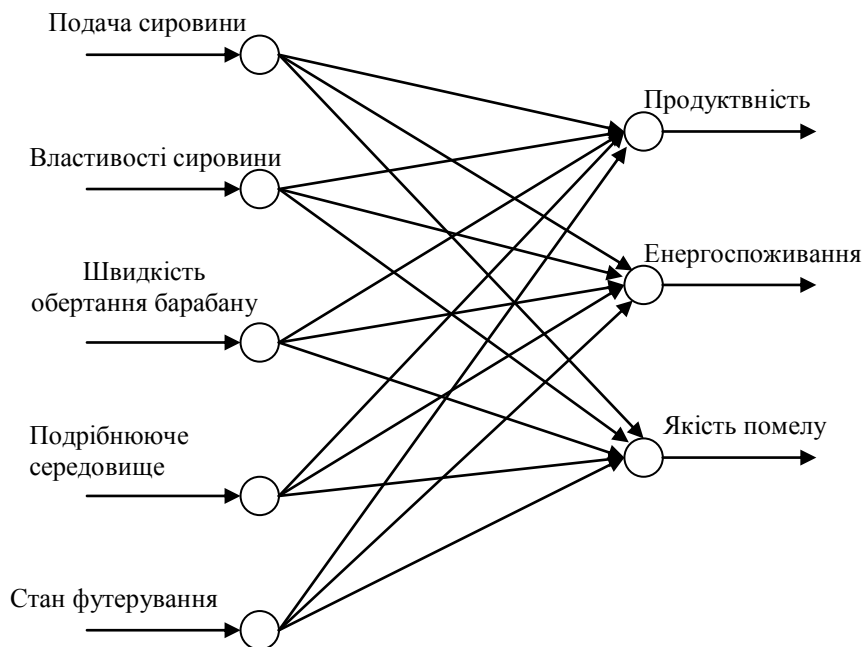 Подача сировини
Властивості сировини
Швидкість
обертання барабану
Подрібнююче
середовище
Стан футерування
Продуктвність
Енергоспоживання
Якість помелу